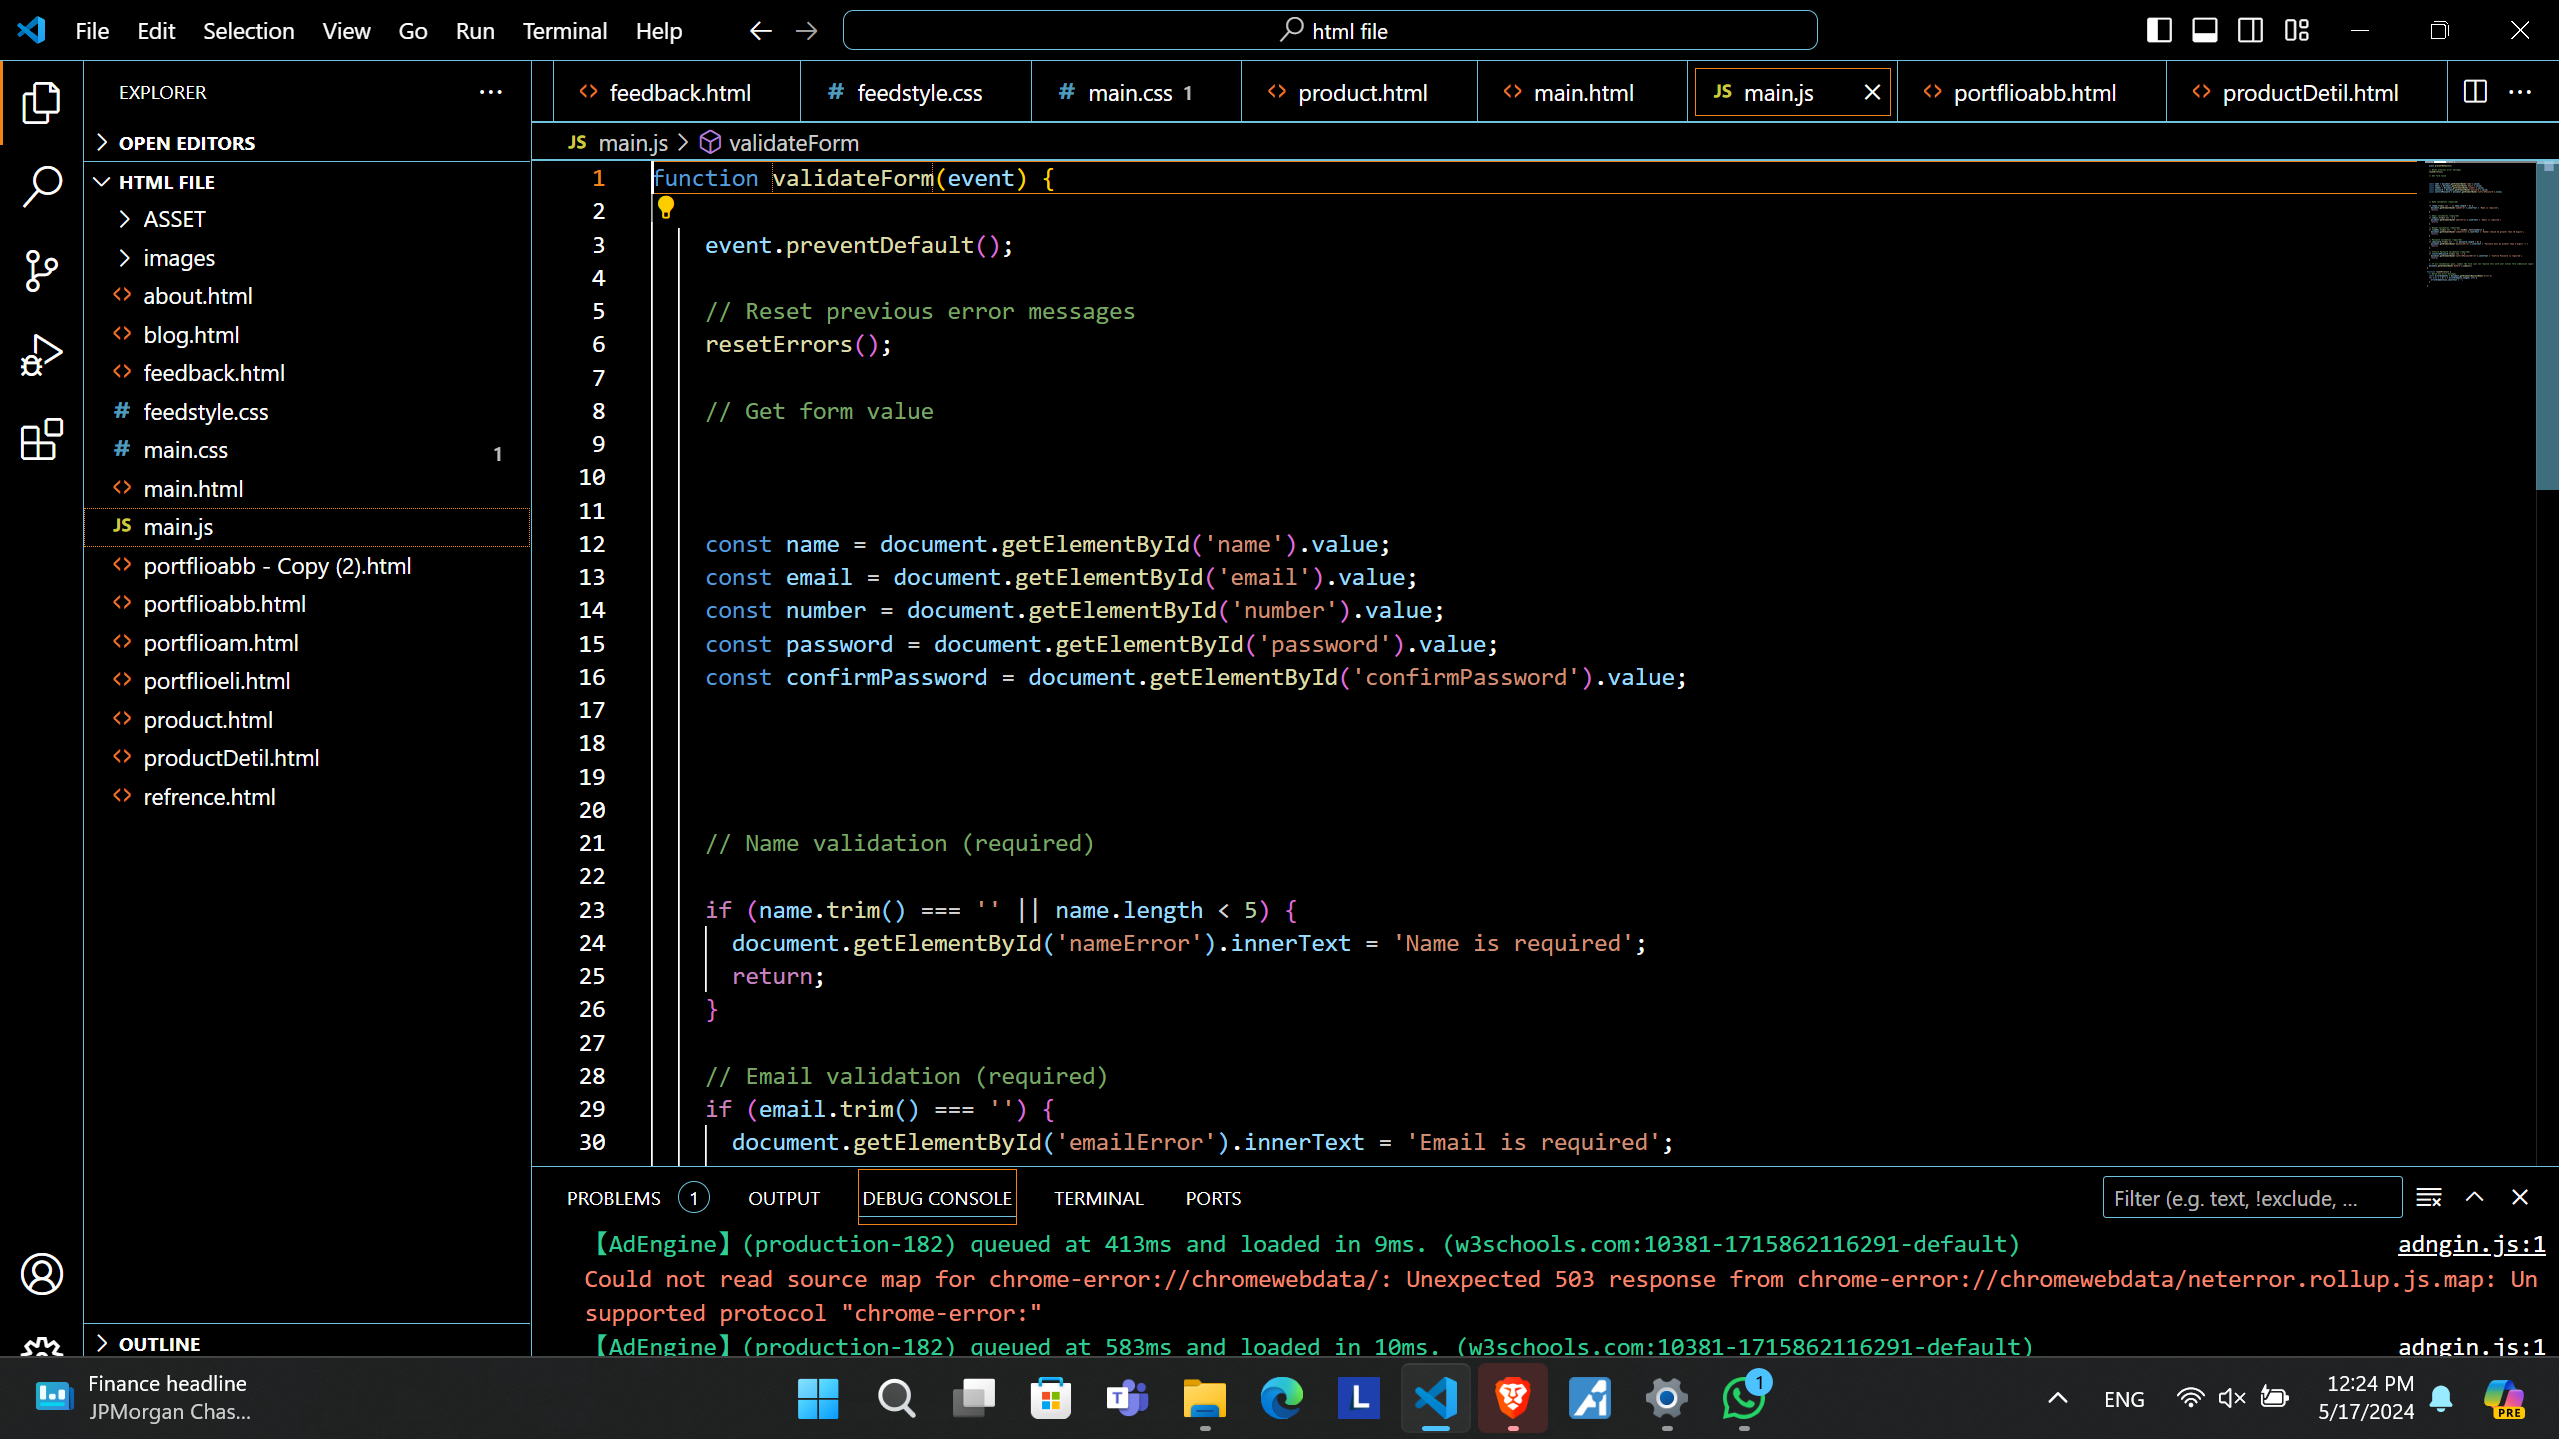 File Edit Selection View Go Run Terminal Help
html file
EXPLORER
OPEN EDITORS
HTML FILE
ASSET
images
about.html
blog.html
feedback.html
feedstyle.css
main.css 1
main.html
JS main.js
portflioabb - Copy (2).html
portflioabb.html
portflioam.html
portflioeli.html
product.html
productDetil.html
refrence.html
OUTLINE
feedback.html # feedstyle.css # main.css 1 product.html main.html JS main.js portflioabb.html productDetil.html
JS main.js > validateForm
1 function validateForm(event) {
2
3 event.preventDefault();
4
5 // Reset previous error messages
6 resetErrors();
7
8 // Get form value
9
10
11
12 const name = document.getElementById('name').value;
13 const email = document.getElementById('email').value;
14 const number = document.getElementById('number').value;
15 const password = document.getElementById('password').value;
16 const confirmPassword = document.getElementById('confirmPassword').value;
17
18
19
20
21 // Name validation (required)
22
23 if (name.trim() === '' || name.length < 5) {
24 document.getElementById('nameError').innerText = 'Name is required';
25 return;
26 }
27
28 // Email validation (required)
29 if (email.trim() === '') {
30 document.getElementById('emailError').innerText = 'Email is required';
PROBLEMS 1 OUTPUT DEBUG CONSOLE TERMINAL PORTS
Filter (e.g. text, !exclude, ...
【AdEngine】(production-182) queued at 413ms and loaded in 9ms. (w3schools.com:10381-1715862116291-default) adngin.js:1
Could not read source map for chrome-error://chromewebdata/: Unexpected 503 response from chrome-error://chromewebdata/neterror.rollup.js.map: Un
supported protocol "chrome-error:"
【AdEngine】(production-182) queued at 583ms and loaded in 10ms. (w3schools.com:10381-1715862116291-default) adngin.js:1
Finance headline
JPMorgan Chas...
T
L
1
ENG
12:24 PM
5/17/2024
PRE